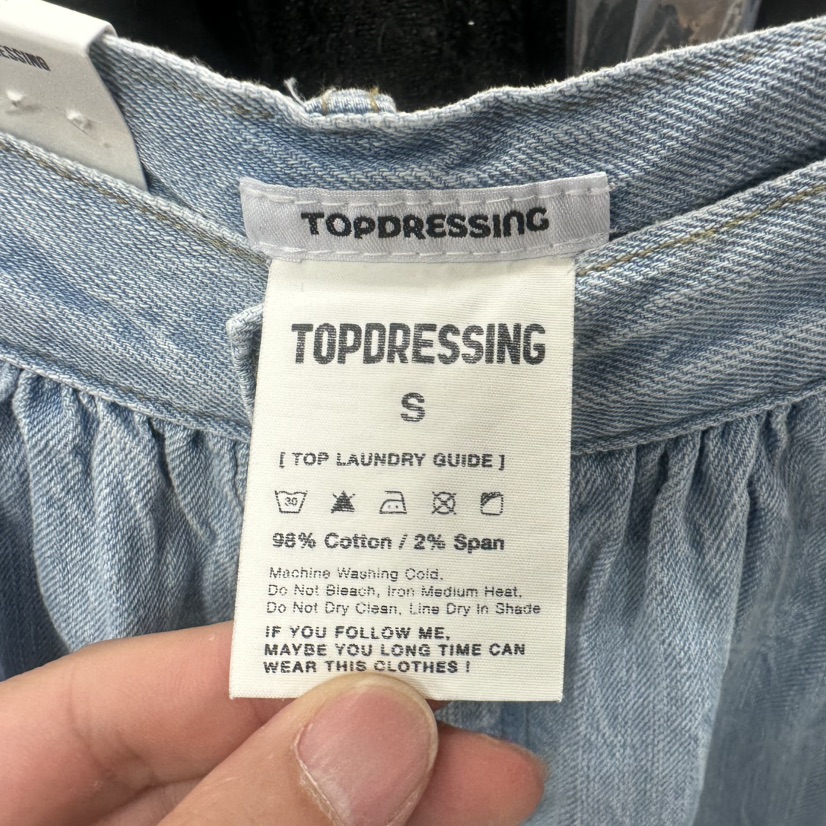 TOPDRESSING
TOPDRESSING
S
[ TOP LAUNDRY GUIDE ]
30
98% Cotton / 2% Span
Machine Washing Cold,
Do Not Bleach, Iron Medium Heat,
Do Not Dry Clean, Line Dry In Shade
IF YOU FOLLOW ME,
MAYBE YOU LONG TIME CAN
WEAR THIS CLOTHES !